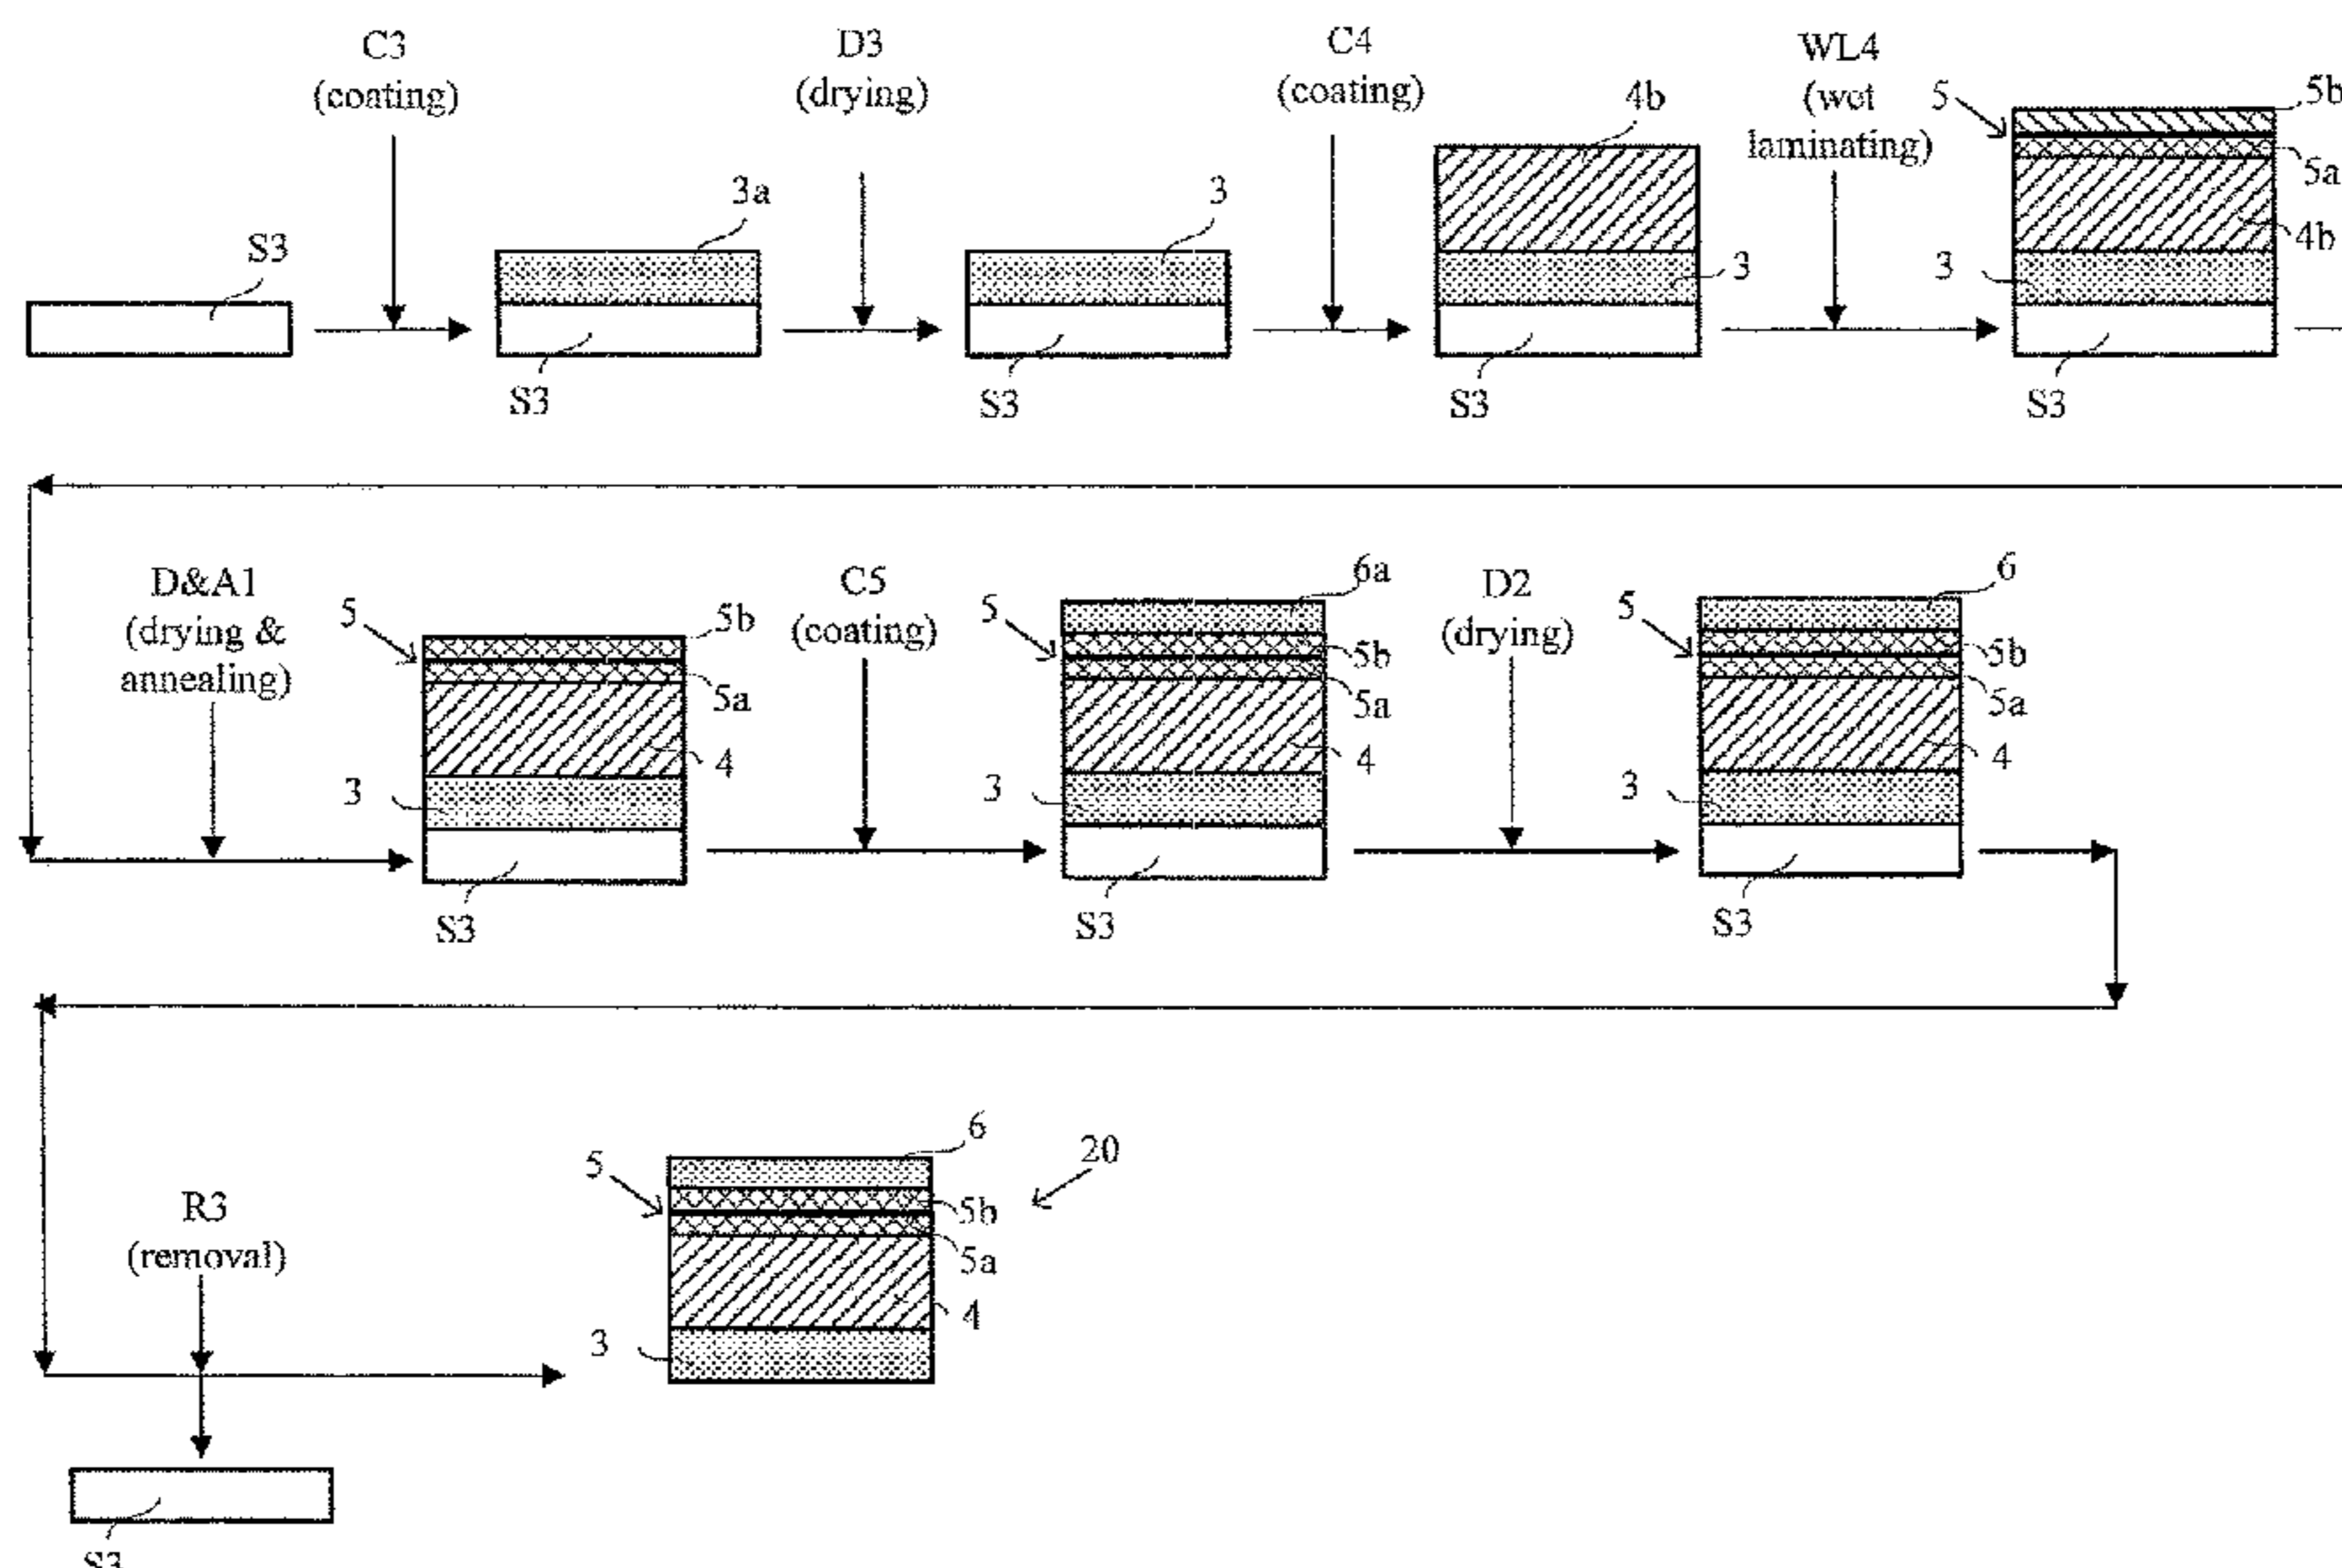 C3
(coating)
D3
(drying)
C4
(coating)
WL4
(wet
laminating)
S3
3a
S3
3
S3
4b
3
S3
5
5b
5a
4b
3
S3
D&A1
(drying &
annealing)
5
5b
5a
4
3
S3
C5
(coating)
5
6a
5b
5a
4
3
S3
D2
(drying)
5
6
5b
5a
4
3
S3
R3
(removal)
S3
5
6
20
5b
5a
4
3